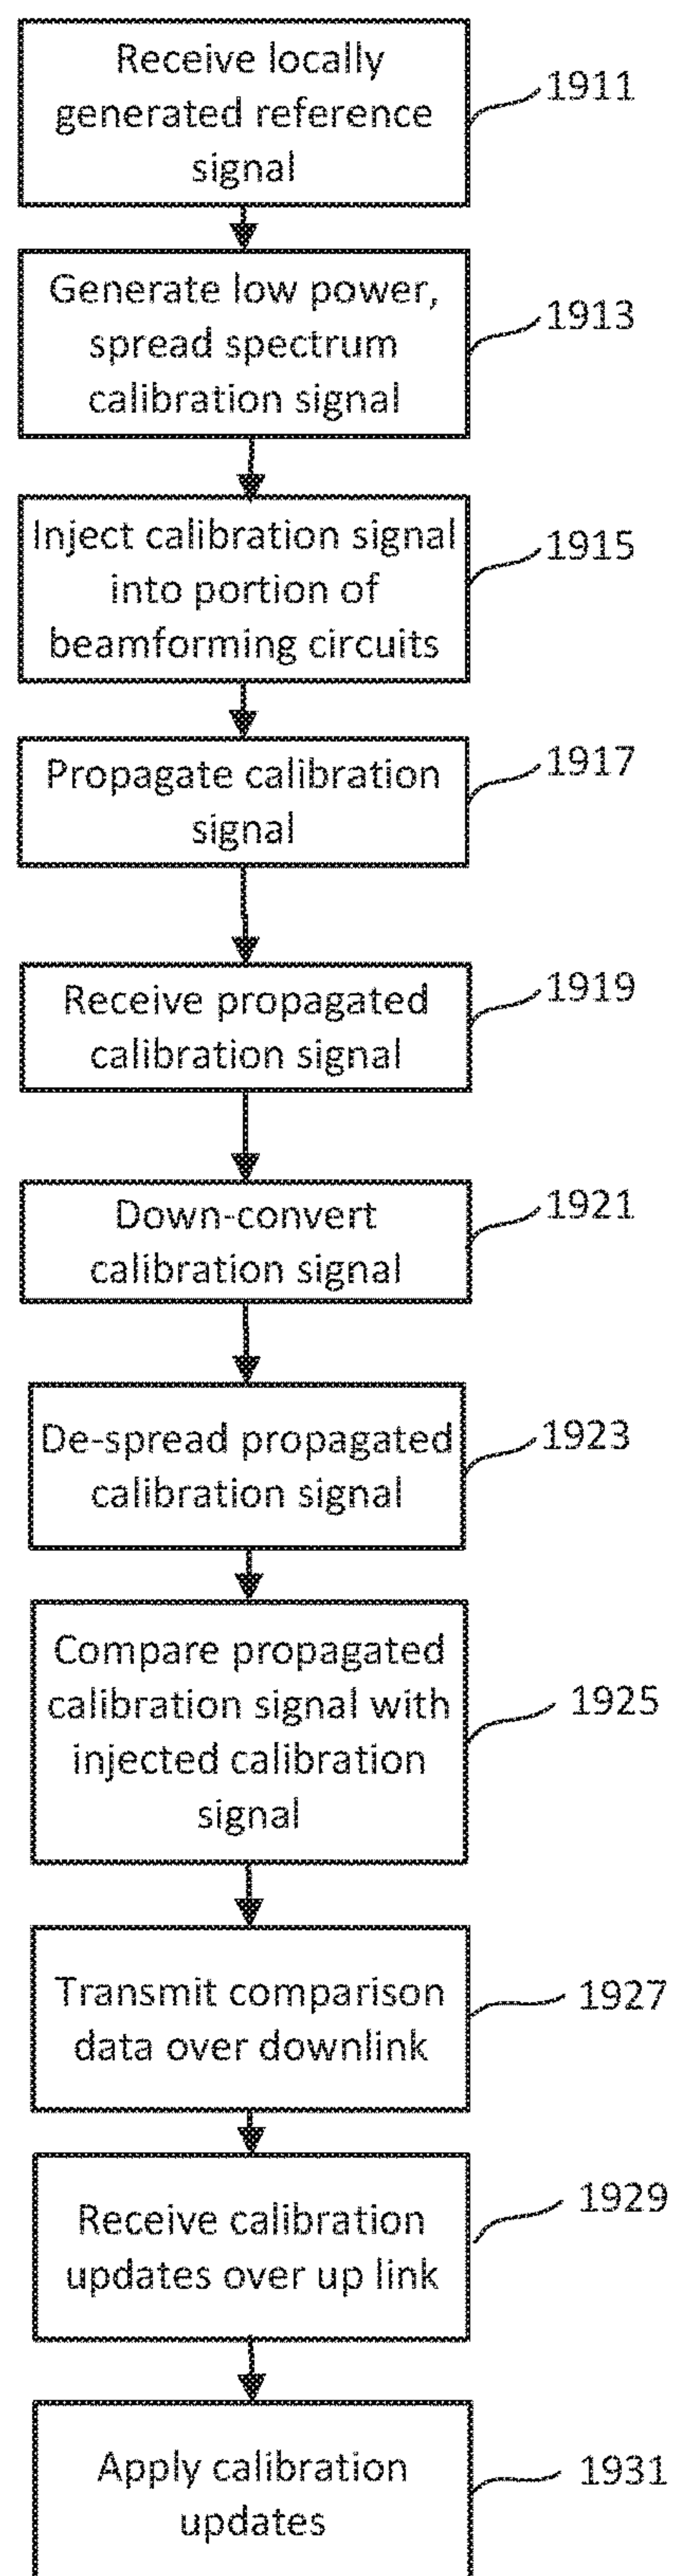 Receive locally
generated reference
signal
1911
Generate low power,
spread spectrum
calibration signal
1913
Inject calibration signal
into portion of
beamforming circuits
1915
Propagate calibration
signal
1917
Receive propagated
calibration signal
1919
Down-convert
calibration signal
1921
De-spread propagated
calibration signal
1923
Compare propagated
calibration signal with
injected calibration
signal
1925
Transmit comparison
data over downlink
1927
Receive calibration
updates over up link
1929
Apply calibration
updates
1931